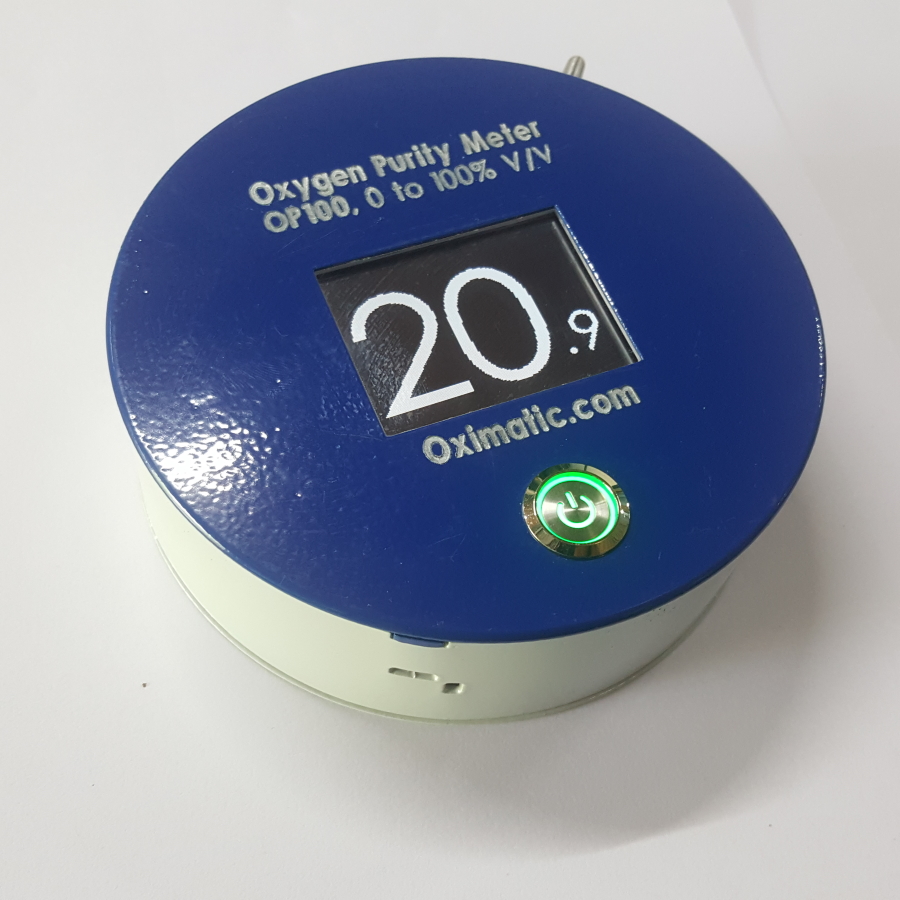 Oxygen Purity Meter
OP100, 0 to 100% V/V
20.9
Oximatic.com